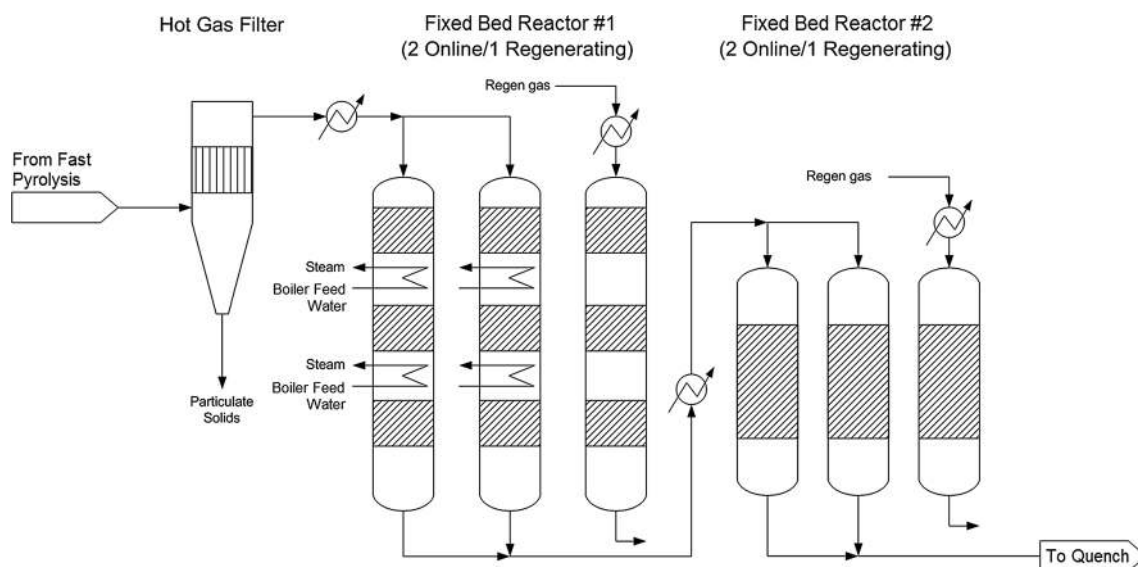 Hot Gas Filter
Fixed Bed Reactor #1
(2 Online/1 Regenerating)
Fixed Bed Reactor #2
(2 Online/1 Regenerating)
Regen gas
From Fast
Pyrolysis
Regen gas
Steam
Boiler Feed
Water
Steam
Boiler Feed
Water
Particulate
Solids
To Quench